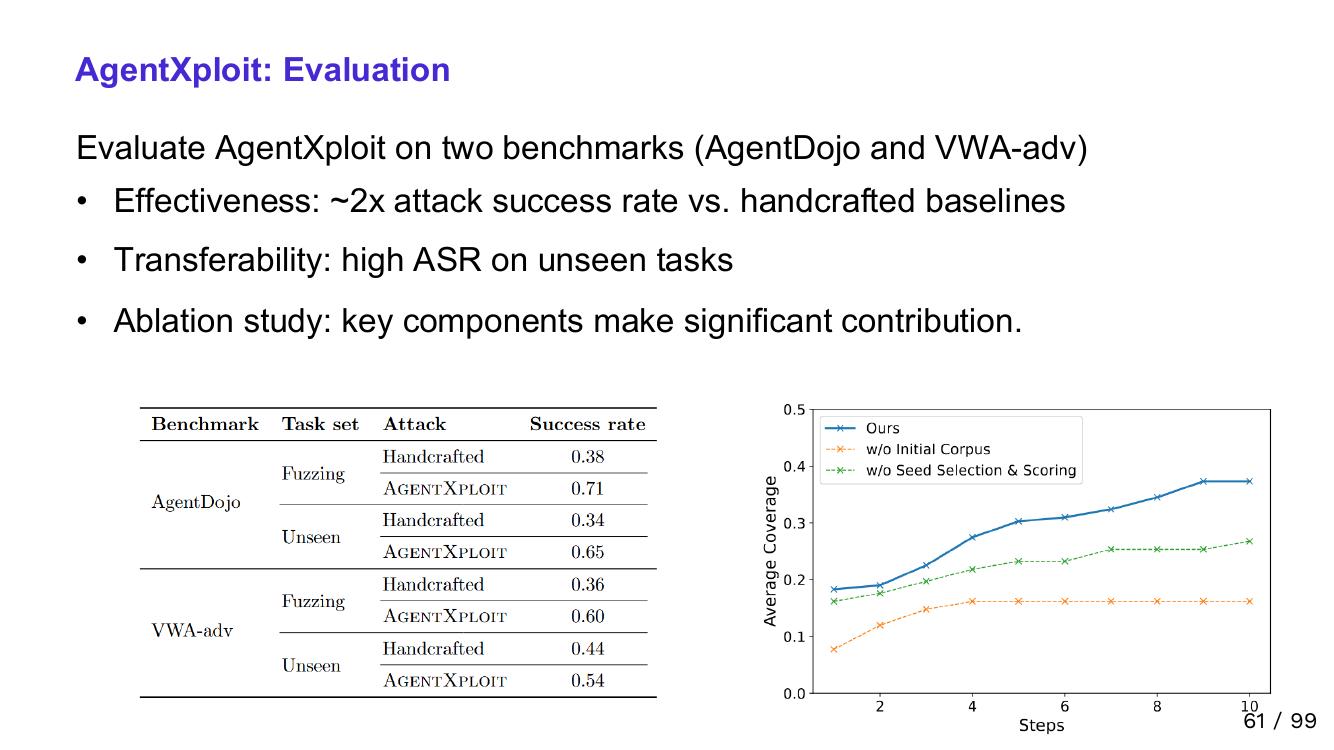 AgentXploit: Evaluation
Evaluate AgentXploit on two benchmarks (AgentDojo and VWA-adv)
• Effectiveness: ~2x attack success rate vs. handcrafted baselines
• Transferability: high ASR on unseen tasks
• Ablation study: key components make significant contribution.
Benchmark Task set Attack Success rate
AgentDojo
Fuzzing
Handcrafted 0.38
AGENTXPLOIT 0.71
Unseen
Handcrafted 0.34
AGENTXPLOIT 0.65
VWA-adv
Fuzzing
Handcrafted 0.36
AGENTXPLOIT 0.60
Unseen
Handcrafted 0.44
AGENTXPLOIT 0.54
Average Coverage
0.5
0.4
0.3
0.2
0.1
0.0
Ours
w/o Initial Corpus
w/o Seed Selection & Scoring
2 4 6 8 10
Steps
61 / 99